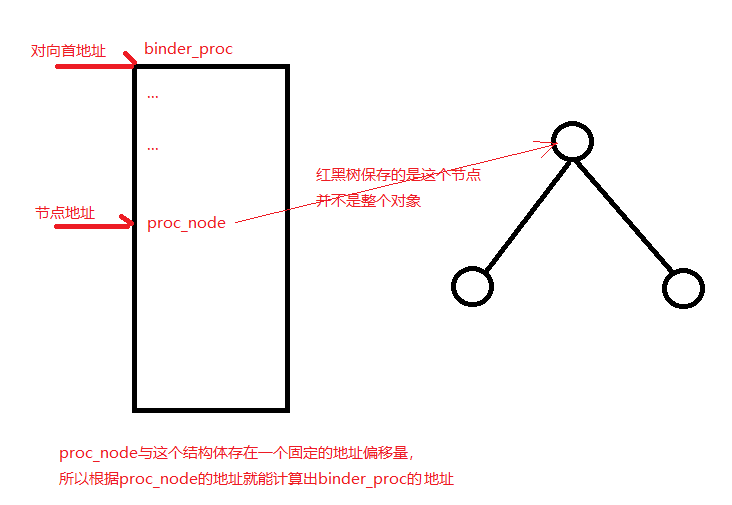 对向首地址
binder_proc
...
...
节点地址
proc_node
红黑树保存的是这个节点
并不是整个对象
proc_node与这个结构体存在一个固定的地址偏移量，
所以根据proc_node的地址就能计算出binder_proc的地址